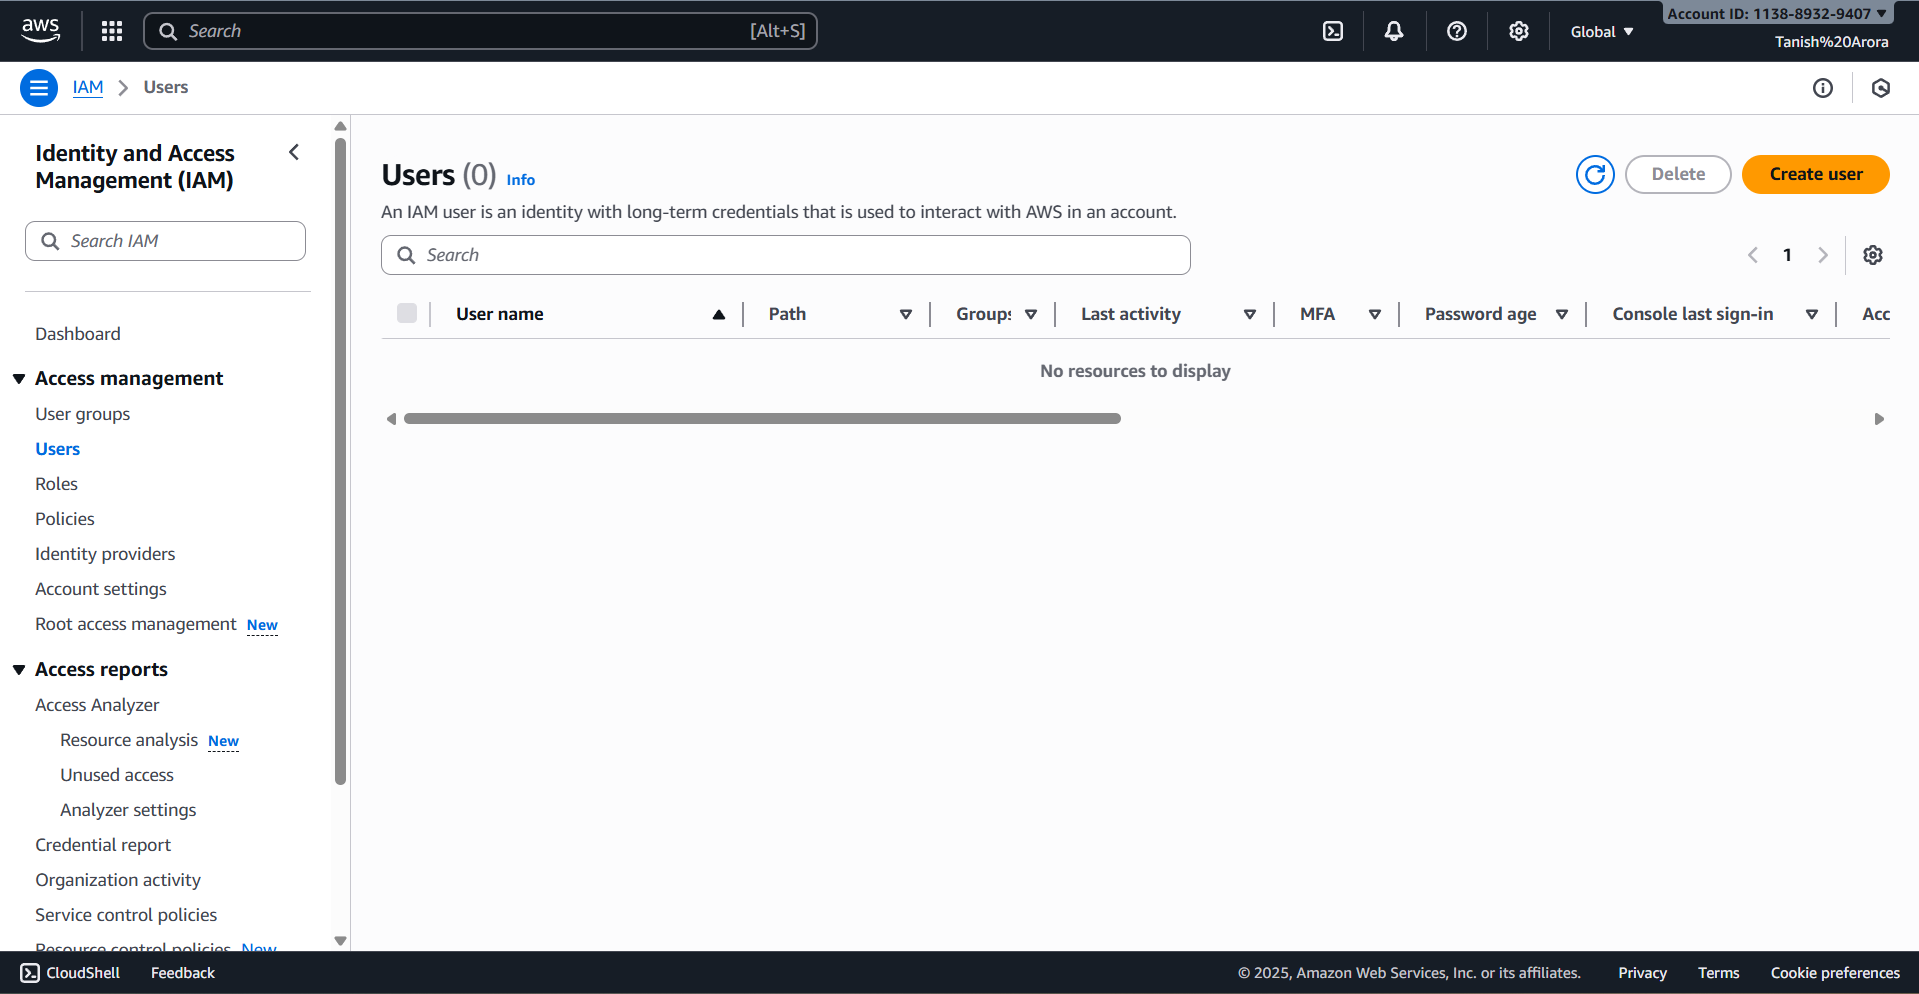 aws
Search [Alt+S]
Global
Account ID: 1138-8932-9407
Tanish%20Arora
IAM > Users
Identity and Access
Management (IAM)
Search IAM
Dashboard
Access management
User groups
Users
Roles
Policies
Identity providers
Account settings
Root access management New
Access reports
Access Analyzer
Resource analysis New
Unused access
Analyzer settings
Credential report
Organization activity
Service control policies
Resource control policies New
Users (0) Info
Delete
Create user
An IAM user is an identity with long-term credentials that is used to interact with AWS in an account.
Search
1
User name Path Groups Last activity MFA Password age Console last sign-in Acc
No resources to display
CloudShell Feedback © 2025, Amazon Web Services, Inc. or its affiliates. Privacy Terms Cookie preferences